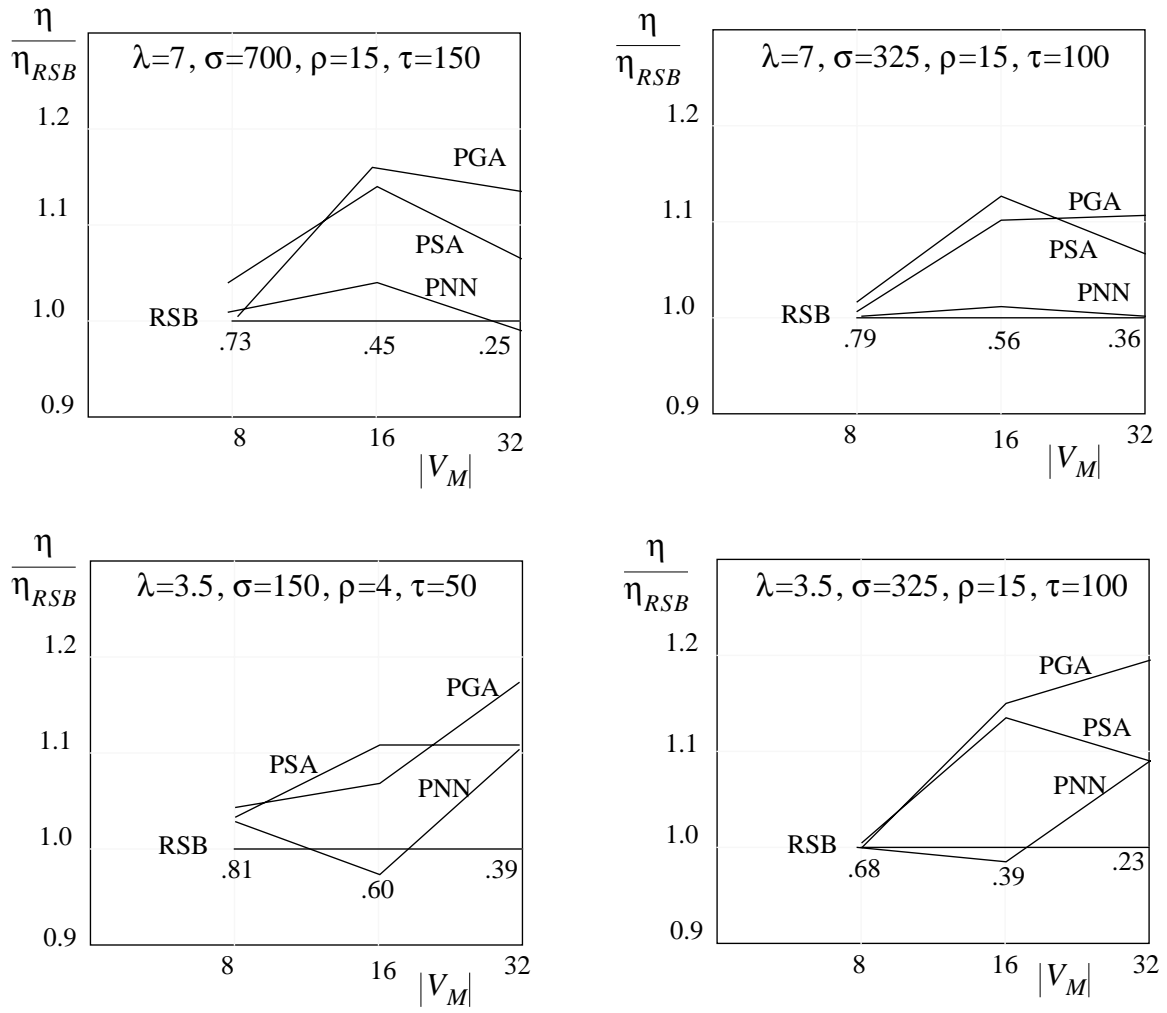 η
η_RSB
λ=7, σ=700, ρ=15, τ=150
1.2
PGA
1.1
PSA
PNN
1.0
RSB
.73
.45
.25
0.9
8
16
32
|V_M|
η
η_RSB
λ=7, σ=325, ρ=15, τ=100
1.2
PGA
1.1
PSA
PNN
1.0
RSB
.79
.56
.36
0.9
8
16
32
|V_M|
η
η_RSB
λ=3.5, σ=150, ρ=4, τ=50
1.2
PGA
1.1
PSA
PNN
1.0
RSB
.81
.60
.39
0.9
8
16
32
|V_M|
η
η_RSB
λ=3.5, σ=325, ρ=15, τ=100
1.2
PGA
1.1
PSA
PNN
1.0
RSB
.68
.39
.23
0.9
8
16
32
|V_M|